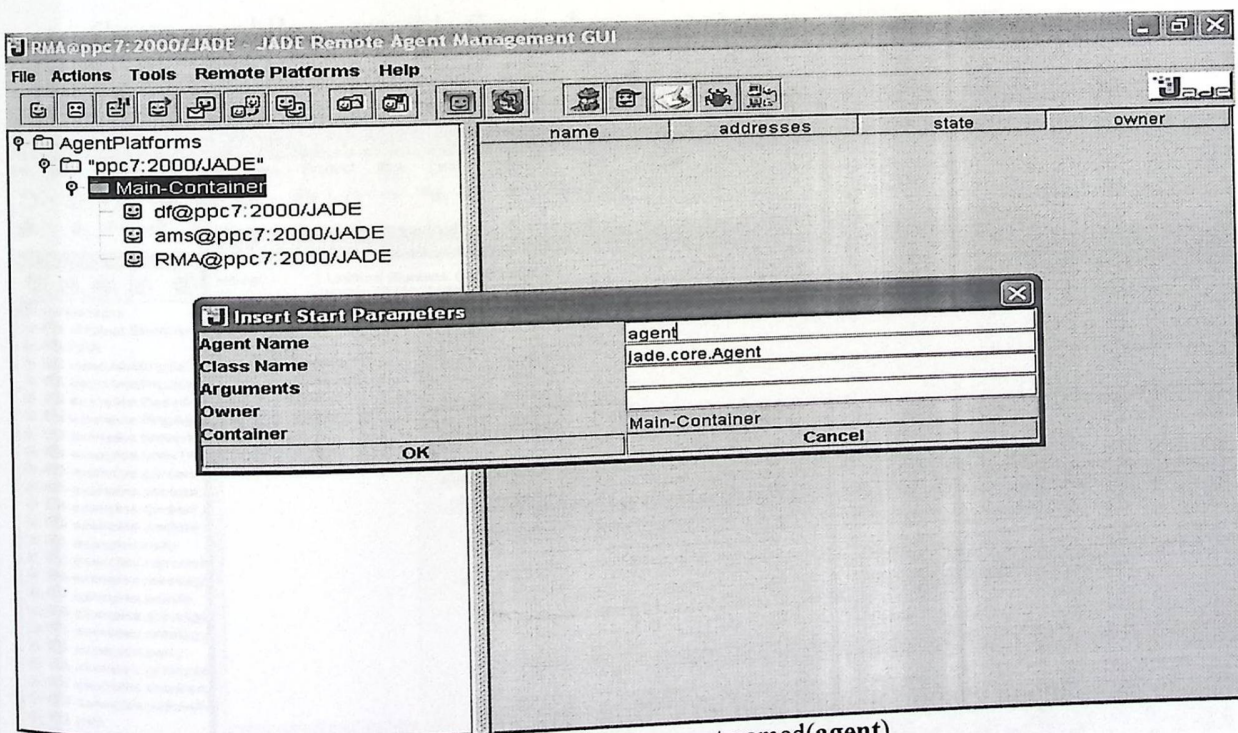 RMA@ppc7:2000/JADE - JADE Remote Agent Management GUI
File Actions Tools Remote Platforms Help
Jade
name addresses state owner
AgentPlatforms
"ppc7:2000/JADE"
Main-Container
df@ppc7:2000/JADE
ams@ppc7:2000/JADE
RMA@ppc7:2000/JADE
Insert Start Parameters
Agent Name agent
Class Name jade.core.Agent
Arguments
Owner
Container Main-Container
OK Cancel
named(agent)